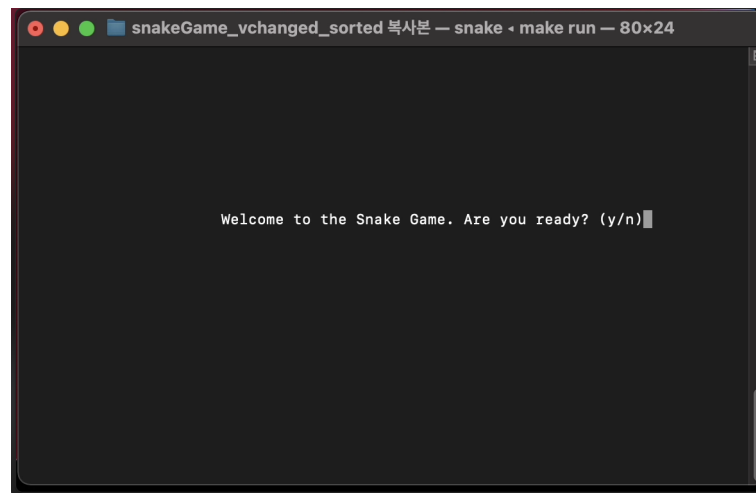 snakeGame_vchanged_sorted 복사본 — snake ◂ make run — 80×24
Welcome to the Snake Game. Are you ready? (y/n)